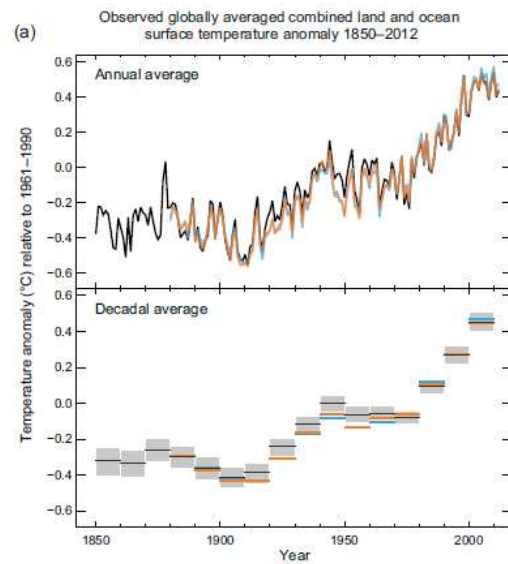 Observed globally averaged combined land and ocean
(a)
surface temperature anomaly 1850–2012
0.6
Annual average
0.4
0.2
0.0
−0.2
−0.4
−0.6
Temperature anomaly (°C) relative to 1961–1990
0.6
Decadal average
0.4
0.2
0.0
−0.2
−0.4
−0.6
1850
1900
1950
2000
Year